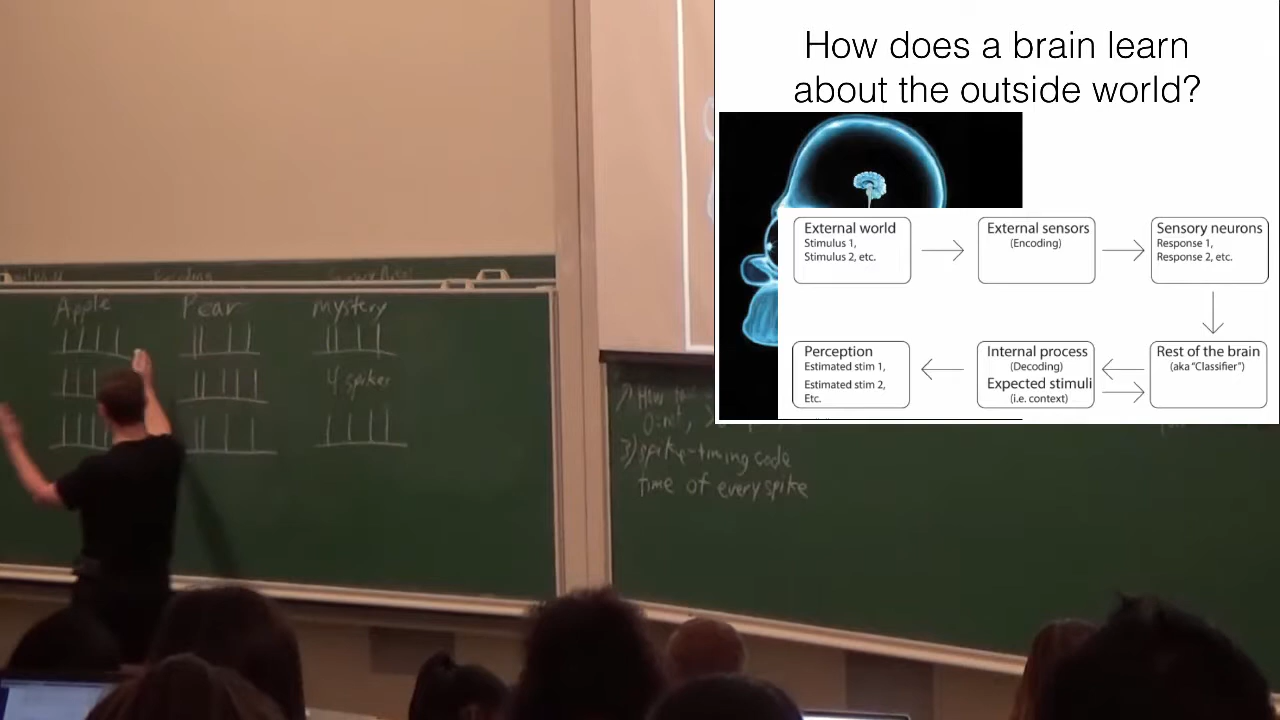 How does a brain learn
about the outside world?
External world
Stimulus 1,
Stimulus 2, etc.
External sensors
(Encoding)
Sensory neurons
Response 1,
Response 2, etc.
Perception
Estimated stim 1,
Estimated stim 2,
Etc.
Internal process
(Decoding)
Expected stimuli
(i.e. context)
Rest of the brain
(aka "Classifier")
Encoding
Apple Pear mystery
4 spikes
1) How
3) spike-timing code
time of every spike